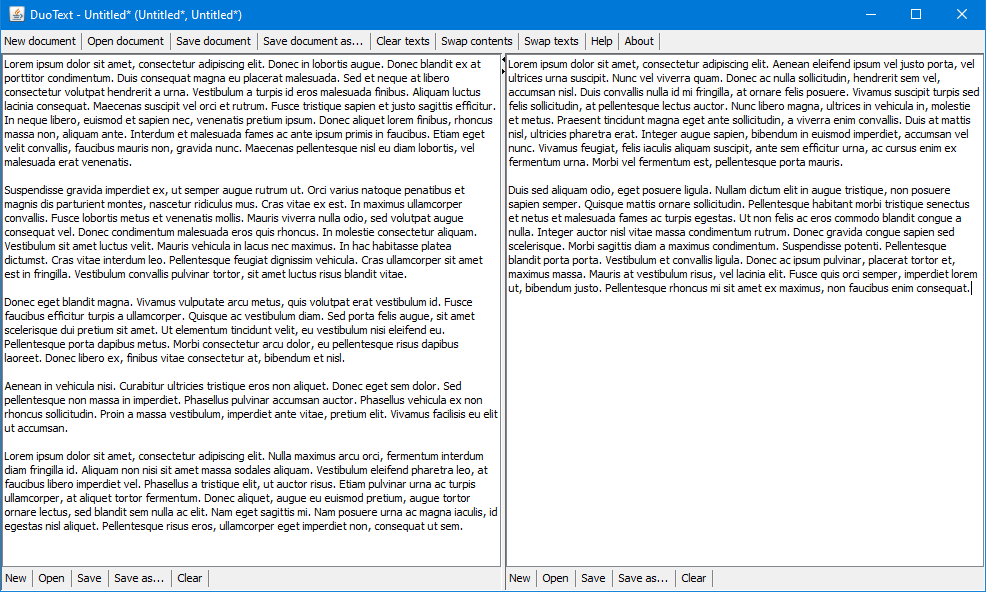 DuoText - Untitled* (Untitled*, Untitled*)
New document Open document Save document Save document as... Clear texts Swap contents Swap texts Help About
Lorem ipsum dolor sit amet, consectetur adipiscing elit. Donec in lobortis augue. Donec blandit ex at
porttitor condimentum. Duis consequat magna eu placerat malesuada. Sed et neque at libero
consectetur volutpat hendrerit a urna. Vestibulum a turpis id eros malesuada finibus. Aliquam luctus
lacinia consequat. Maecenas suscipit vel orci et rutrum. Fusce tristique sapien et justo sagittis efficitur.
In neque libero, euismod et sapien nec, venenatis pretium ipsum. Donec aliquet lorem finibus, rhoncus
massa non, aliquam ante. Interdum et malesuada fames ac ante ipsum primis in faucibus. Etiam eget
velit convallis, faucibus mauris non, gravida nunc. Maecenas pellentesque nisl eu diam lobortis, vel
malesuada erat venenatis.
Suspendisse gravida imperdiet ex, ut semper augue rutrum ut. Orci varius natoque penatibus et
magnis dis parturient montes, nascetur ridiculus mus. Cras vitae ex est. In maximus ullamcorper
convallis. Fusce lobortis metus et venenatis mollis. Mauris viverra nulla odio, sed volutpat augue
consequat vel. Donec condimentum malesuada eros quis rhoncus. In molestie consectetur aliquam.
Vestibulum sit amet luctus velit. Mauris vehicula in lacus nec maximus. In hac habitasse platea
dictumst. Cras vitae interdum leo. Pellentesque feugiat dignissim vehicula. Cras ullamcorper sit amet
est in fringilla. Vestibulum convallis pulvinar tortor, sit amet luctus risus blandit vitae.
Donec eget blandit magna. Vivamus vulputate arcu metus, quis volutpat erat vestibulum id. Fusce
faucibus efficitur turpis a ullamcorper. Quisque ac vestibulum diam. Sed porta felis augue, sit amet
scelerisque dui pretium sit amet. Ut elementum tincidunt velit, eu vestibulum nisi eleifend eu.
Pellentesque porta dapibus metus. Morbi consectetur arcu dolor, eu pellentesque risus dapibus
laoreet. Donec libero ex, finibus vitae consectetur at, bibendum et nisl.
Aenean in vehicula nisi. Curabitur ultricies tristique eros non aliquet. Donec eget sem dolor. Sed
pellentesque non massa in imperdiet. Phasellus pulvinar accumsan auctor. Phasellus vehicula ex non
rhoncus sollicitudin. Proin a massa vestibulum, imperdiet ante vitae, pretium elit. Vivamus facilisis eu elit
ut accumsan.
Lorem ipsum dolor sit amet, consectetur adipiscing elit. Nulla maximus arcu orci, fermentum interdum
diam fringilla id. Aliquam non nisi sit amet massa sodales aliquam. Vestibulum eleifend pharetra leo, at
faucibus libero imperdiet vel. Phasellus a tristique elit, ut auctor risus. Etiam pulvinar urna ac turpis
ullamcorper, at aliquet tortor fermentum. Donec aliquet, augue eu euismod pretium, augue tortor
ornare lectus, sed blandit sem nulla ac elit. Nam eget sagittis mi. Nam posuere urna ac magna iaculis, id
egestas nisl aliquet. Pellentesque risus eros, ullamcorper eget imperdiet non, consequat ut sem.
New Open Save Save as... Clear
Lorem ipsum dolor sit amet, consectetur adipiscing elit. Aenean eleifend ipsum vel justo porta, vel
ultrices urna suscipit. Nunc vel viverra quam. Donec ac nulla sollicitudin, hendrerit sem vel,
accumsan nisl. Duis convallis nulla id mi fringilla, at ornare felis posuere. Vivamus suscipit turpis sed
felis sollicitudin, at pellentesque lectus auctor. Nunc libero magna, ultrices in vehicula in, molestie
et metus. Praesent tincidunt magna eget ante sollicitudin, a viverra enim convallis. Duis at mattis
nisl, ultricies pharetra erat. Integer augue sapien, bibendum in euismod imperdiet, accumsan vel
nunc. Vivamus feugiat, felis iaculis aliquam suscipit, ante sem efficitur urna, ac cursus enim ex
fermentum urna. Morbi vel fermentum est, pellentesque porta mauris.
Duis sed aliquam odio, eget posuere ligula. Nullam dictum elit in augue tristique, non posuere
sapien semper. Quisque mattis ornare sollicitudin. Pellentesque habitant morbi tristique senectus
et netus et malesuada fames ac turpis egestas. Ut non felis ac eros commodo blandit congue a
nulla. Integer auctor nisl vitae massa condimentum rutrum. Donec gravida congue sapien sed
scelerisque. Morbi sagittis diam a maximus condimentum. Suspendisse potenti. Pellentesque
blandit porta porta. Vestibulum et convallis ligula. Donec ac ipsum pulvinar, placerat tortor et,
maximus massa. Mauris at vestibulum risus, vel lacinia elit. Fusce quis orci semper, imperdiet lorem
ut, bibendum justo. Pellentesque rhoncus mi sit amet ex maximus, non faucibus enim consequat.
New Open Save Save as... Clear